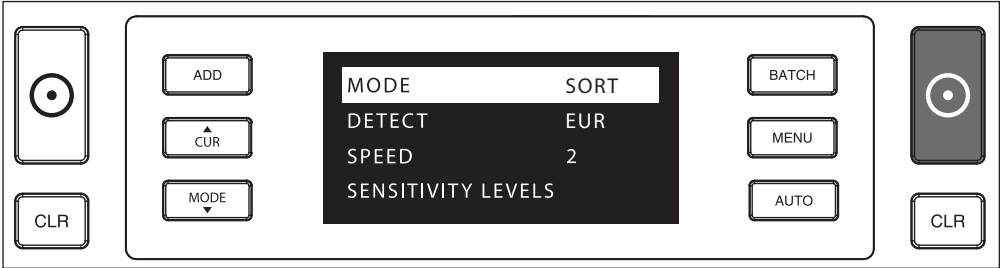 ADD
CUR
MODE
CLR
MODE SORT
DETECT EUR
SPEED 2
SENSITIVITY LEVELS
BATCH
MENU
AUTO
CLR